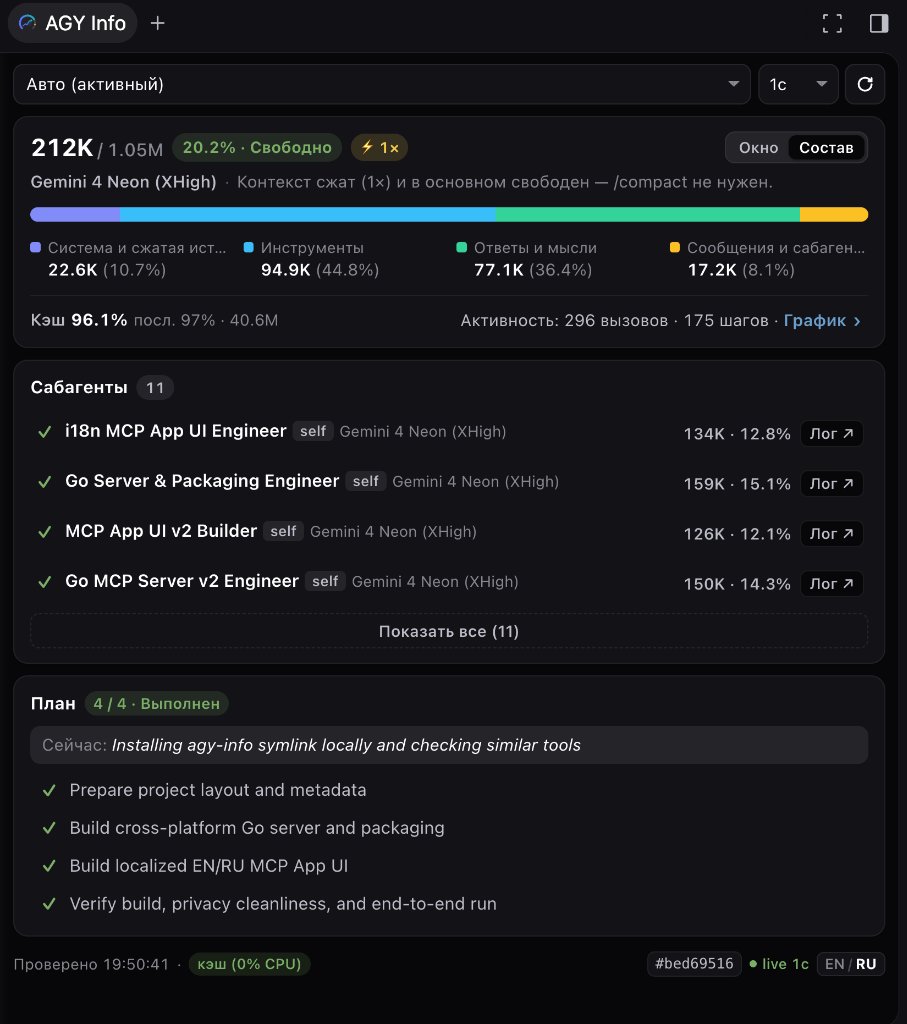 AGY Info +
Авто (активный) 1с
212K / 1.05M 20.2% · Свободно ⚡ 1× Окно Состав
Gemini 4 Neon (XHigh) · Контекст сжат (1×) и в основном свободен — /compact не нужен.
Система и сжатая ист... Инструменты Ответы и мысли Сообщения и сабаген...
22.6K (10.7%) 94.9K (44.8%) 77.1K (36.4%) 17.2K (8.1%)
Кэш 96.1% посл. 97% · 40.6M Активность: 296 вызовов · 175 шагов · График ›
Сабагенты 11
i18n MCP App UI Engineer self Gemini 4 Neon (XHigh) 134K · 12.8% Лог ↗
Go Server & Packaging Engineer self Gemini 4 Neon (XHigh) 159K · 15.1% Лог ↗
MCP App UI v2 Builder self Gemini 4 Neon (XHigh) 126K · 12.1% Лог ↗
Go MCP Server v2 Engineer self Gemini 4 Neon (XHigh) 150K · 14.3% Лог ↗
Показать все (11)
План 4 / 4 · Выполнен
Сейчас: Installing agy-info symlink locally and checking similar tools
Prepare project layout and metadata
Build cross-platform Go server and packaging
Build localized EN/RU MCP App UI
Verify build, privacy cleanliness, and end-to-end run
Проверено 19:50:41 · кэш (0% CPU) #bed69516 live 1с EN / RU